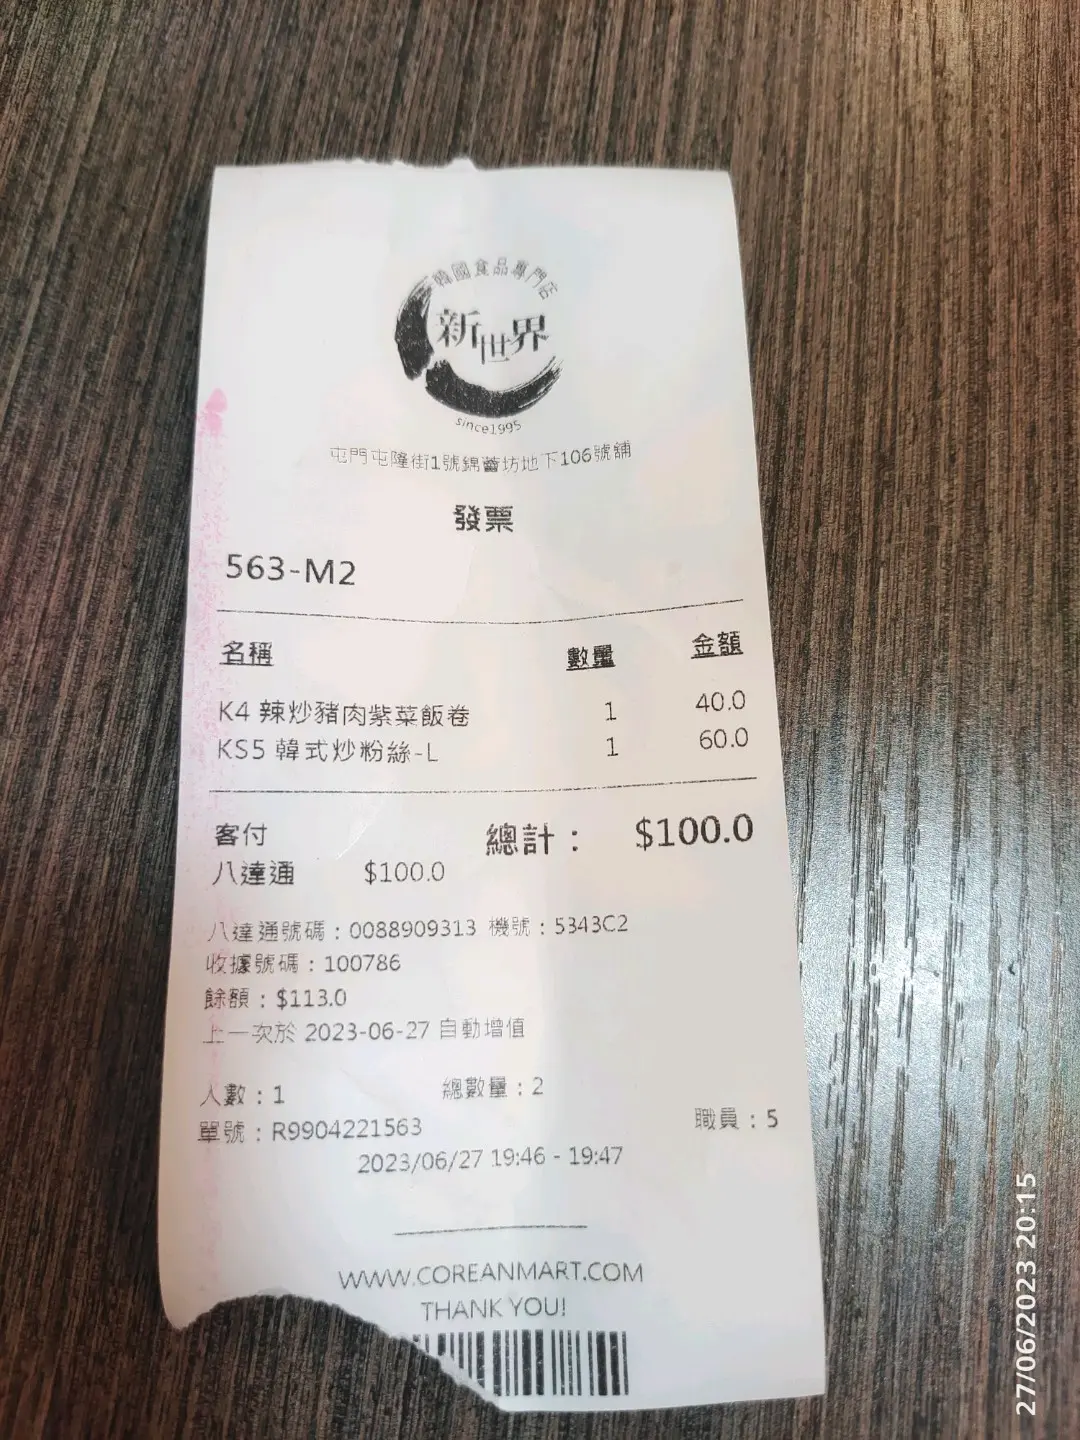 韓國食品專門店
新世界
since1995
屯門屯隆街1號錦薈坊地下106號舖
發票
563-M2
名稱 數量 金額
K4 辣炒豬肉紫菜飯卷 1 40.0
KS5 韓式炒粉絲-L 1 60.0
客付 總計： $100.0
八達通 $100.0
八達通號碼：0088909313 機號：5343C2
收據號碼：100786
餘額：$113.0
上一次於 2023-06-27 自動增值
人數：1 總數量：2
單號：R9904221563 職員：5
2023/06/27 19:46 - 19:47
WWW.COREANMART.COM
THANK YOU!
27/06/2023 20:15